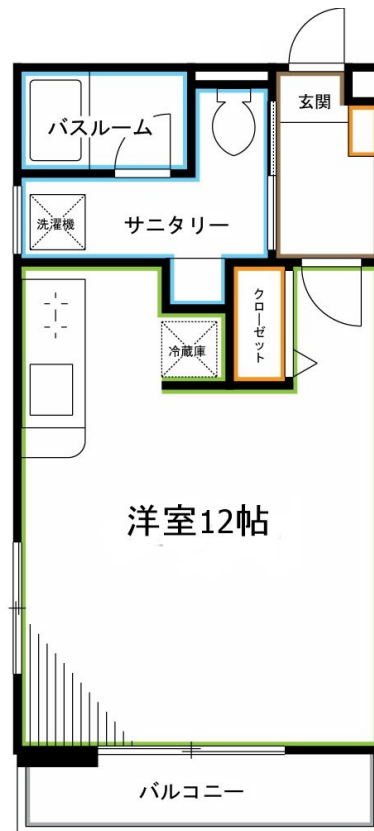 玄関
バスルーム
洗濯機
サニタリー
クローゼット
冷蔵庫
洋室12帖
バルコニー